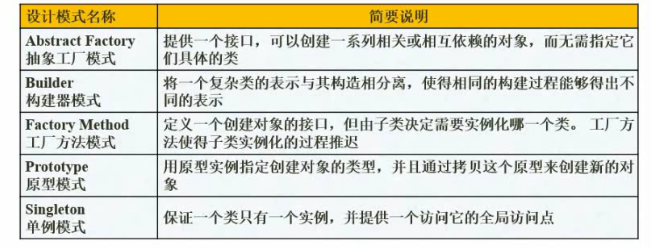 设计模式名称 简要说明
Abstract Factory 提供一个接口，可以创建一系列相关或相互依赖的对象，而无需指定它
抽象工厂模式 们具体的类
Builder 将一个复杂类的表示与其构造相分离，使得相同的构建过程能够得出不
构建器模式 同的表示
Factory Method 定义一个创建对象的接口，但由子类决定需要实例化哪一个类。 工厂方
工厂方法模式 法使得子类实例化的过程推迟
Prototype 用原型实例指定创建对象的类型，并且通过拷贝这个原型来创建新的对
原型模式 象
Singleton 保证一个类只有一个实例，并提供一个访问它的全局访问点
单例模式